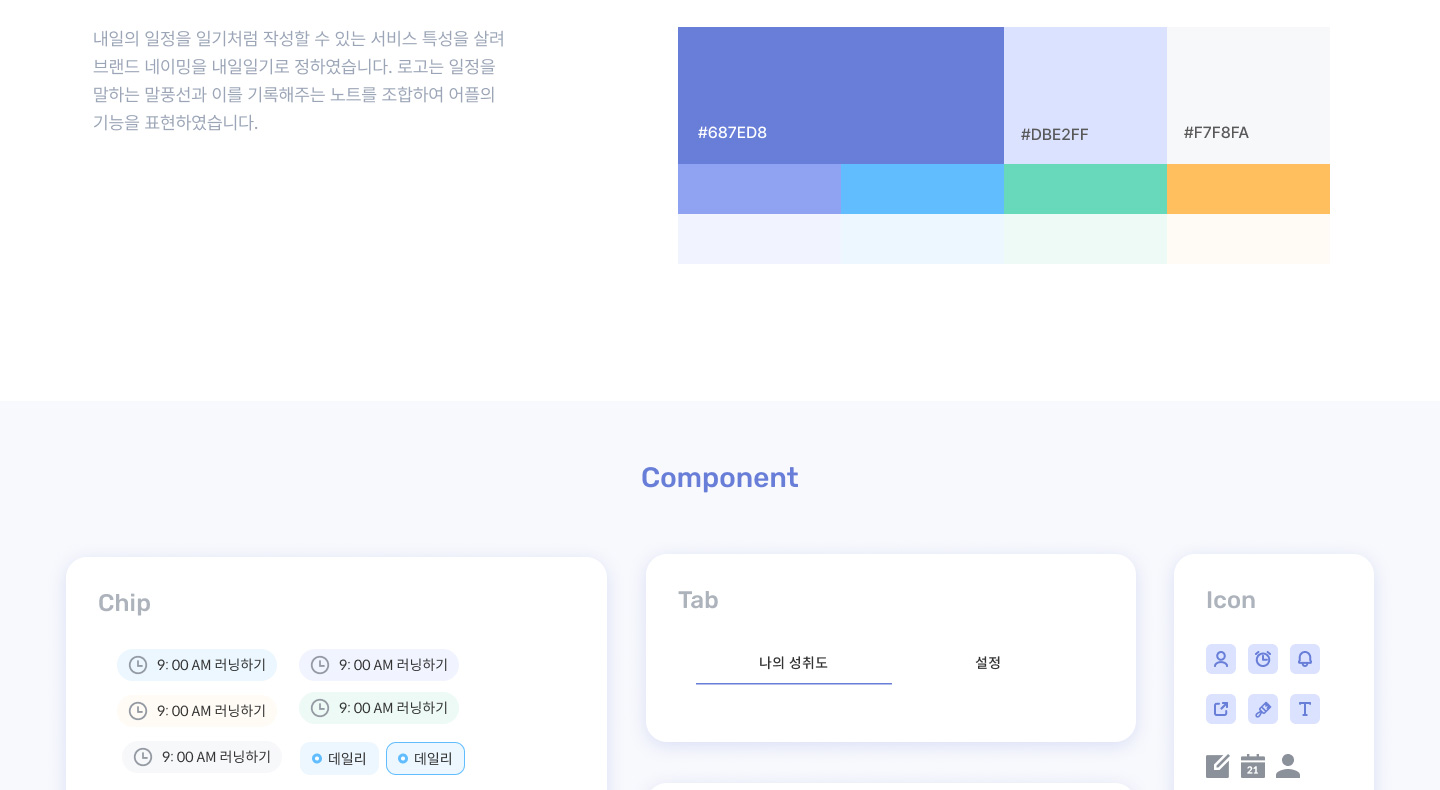 내일의 일정을 일기처럼 작성할 수 있는 서비스 특성을 살려
브랜드 네이밍을 내일일기로 정하였습니다. 로고는 일정을
말하는 말풍선과 이를 기록해주는 노트를 조합하여 어플의
기능을 표현하였습니다.
#687ED8
#DBE2FF
#F7F8FA
Component
Chip
9: 00 AM 러닝하기
9: 00 AM 러닝하기
9: 00 AM 러닝하기
9: 00 AM 러닝하기
9: 00 AM 러닝하기
데일리
데일리
Tab
나의 성취도
설정
Icon
T
21